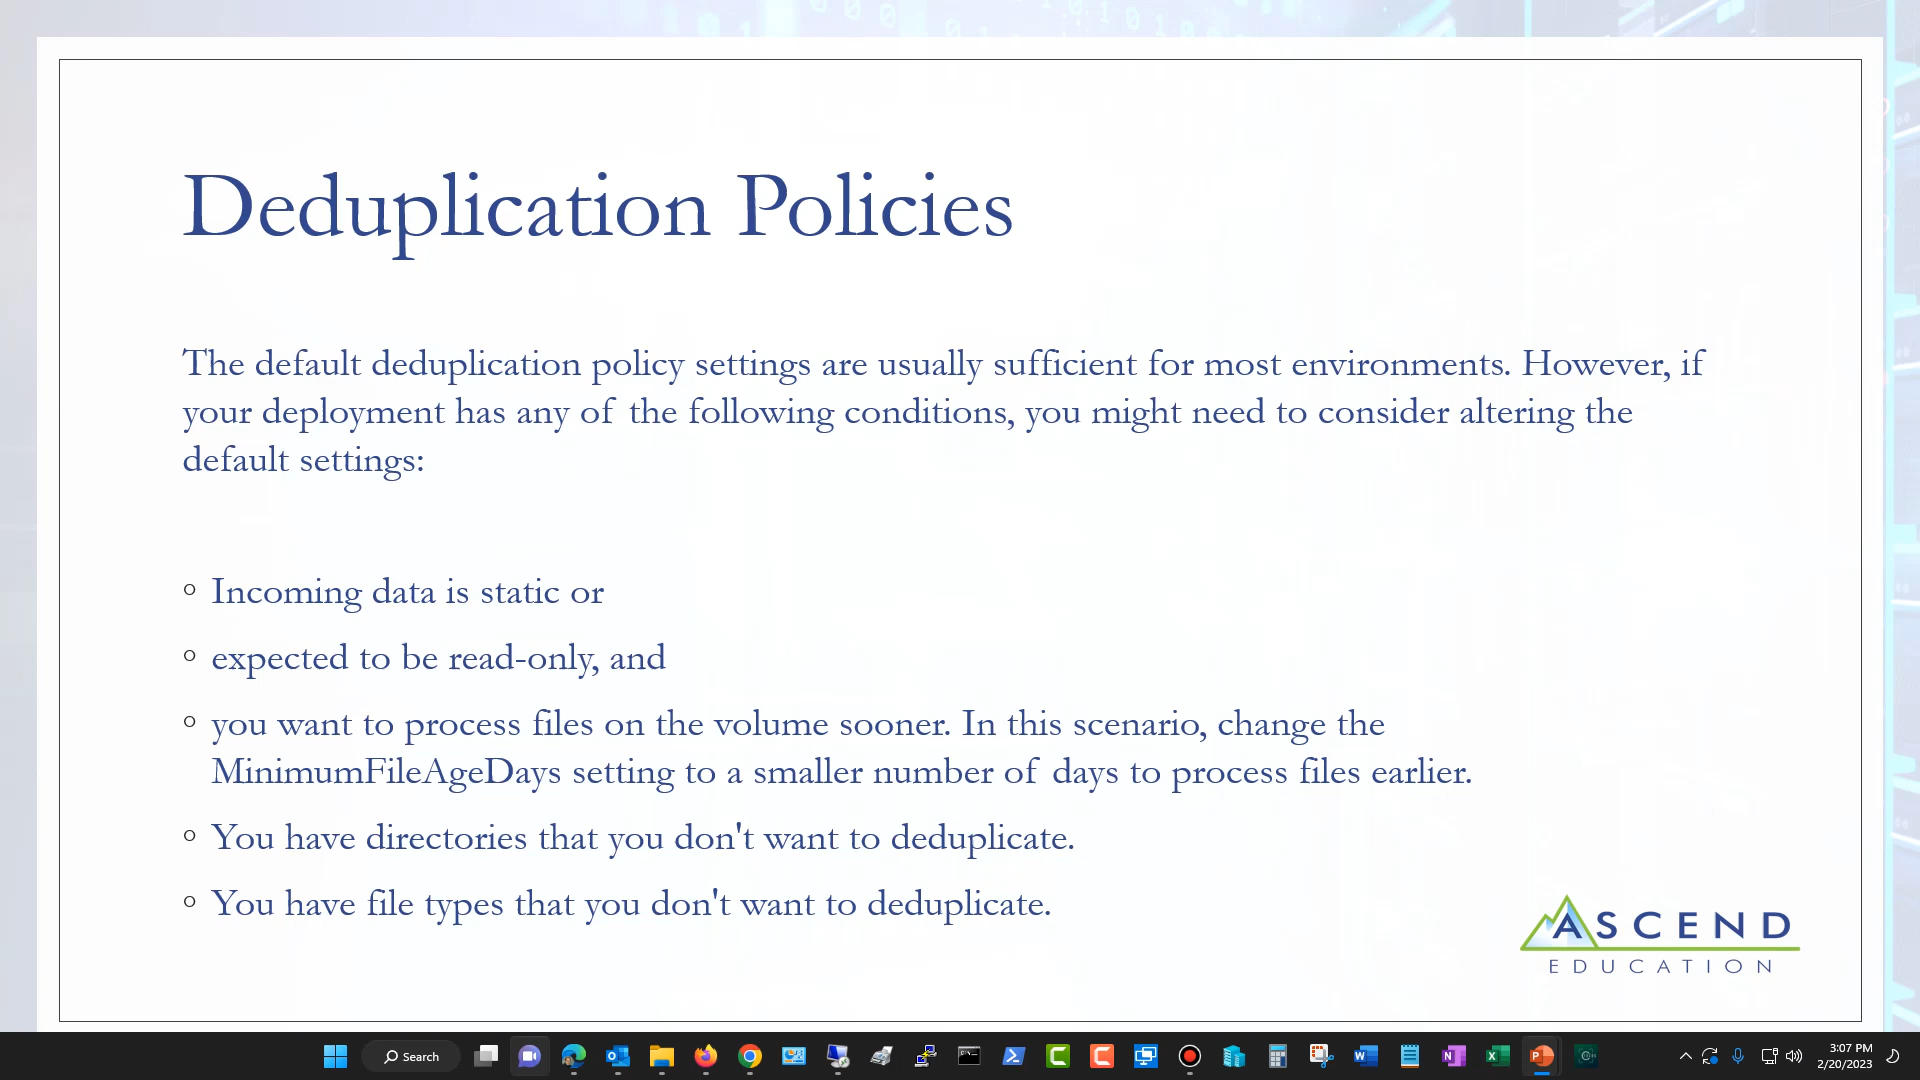 Deduplication Policies
The default deduplication policy settings are usually sufficient for most environments. However, if
your deployment has any of the following conditions, you might need to consider altering the
default settings:
Incoming data is static or
expected to be read-only, and
you want to process files on the volume sooner. In this scenario, change the
MinimumFileAgeDays setting to a smaller number of days to process files earlier.
You have directories that you don't want to deduplicate.
You have file types that you don't want to deduplicate.
ASCEND
EDUCATION
Search
3:07 PM
2/20/2023